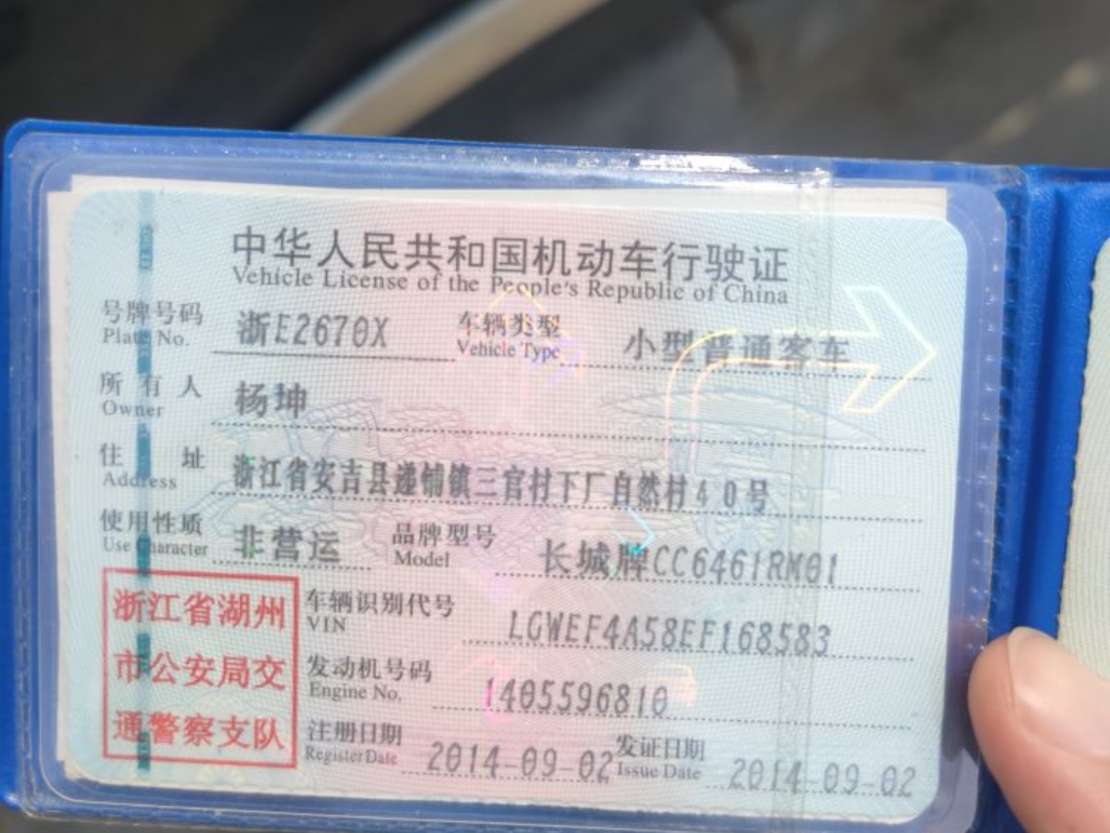 中华人民共和国机动车行驶证
Vehicle License of the People's Republic of China
号牌号码 浙E2670X 车辆类型 小型普通客车
Plate No. Vehicle Type
所有人 杨坤
Owner
住址 浙江省安吉县递铺镇三官村下厂自然村40号
Address
使用性质 非营运 品牌型号 长城牌CC6461RM01
Use Character Model
浙江省湖州
市公安局交
通警察支队
车辆识别代号 LGWEF4A58EF168583
VIN
发动机号码 1405596810
Engine No.
注册日期 2014-09-02 发证日期 2014-09-02
Register Date Issue Date